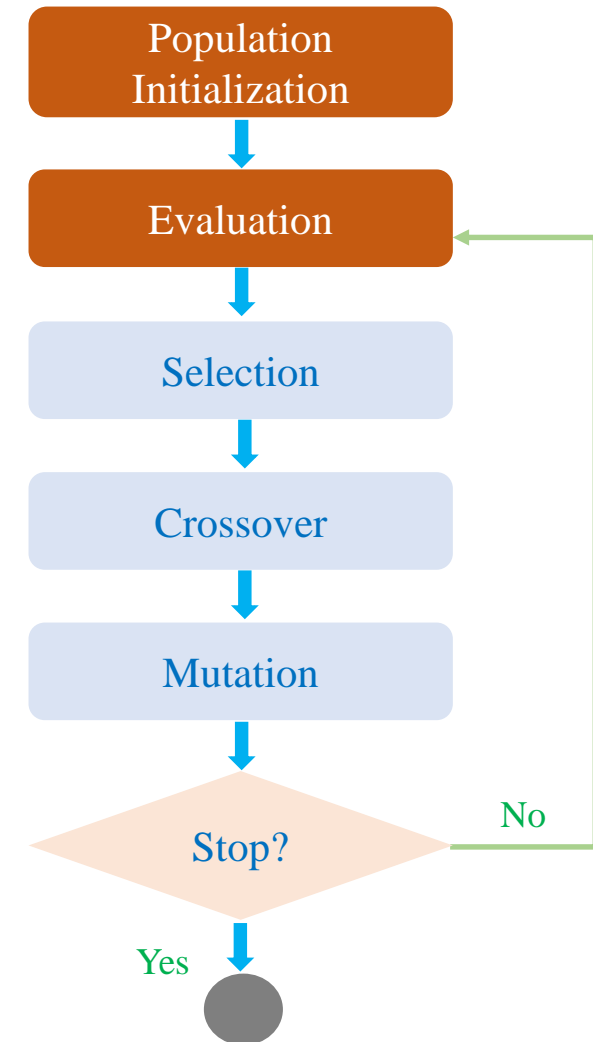 Population
Initialization
Evaluation
Selection
Crossover
Mutation
Stop?
No
Yes